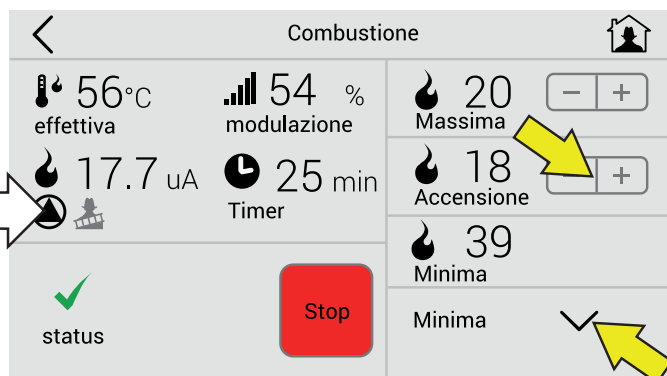 Combustione
56°C
effettiva
54 %
modulazione
17.7 uA
25 min
Timer
status
Stop
20
Massima
- +
18
Accensione
- +
39
Minima
Minima